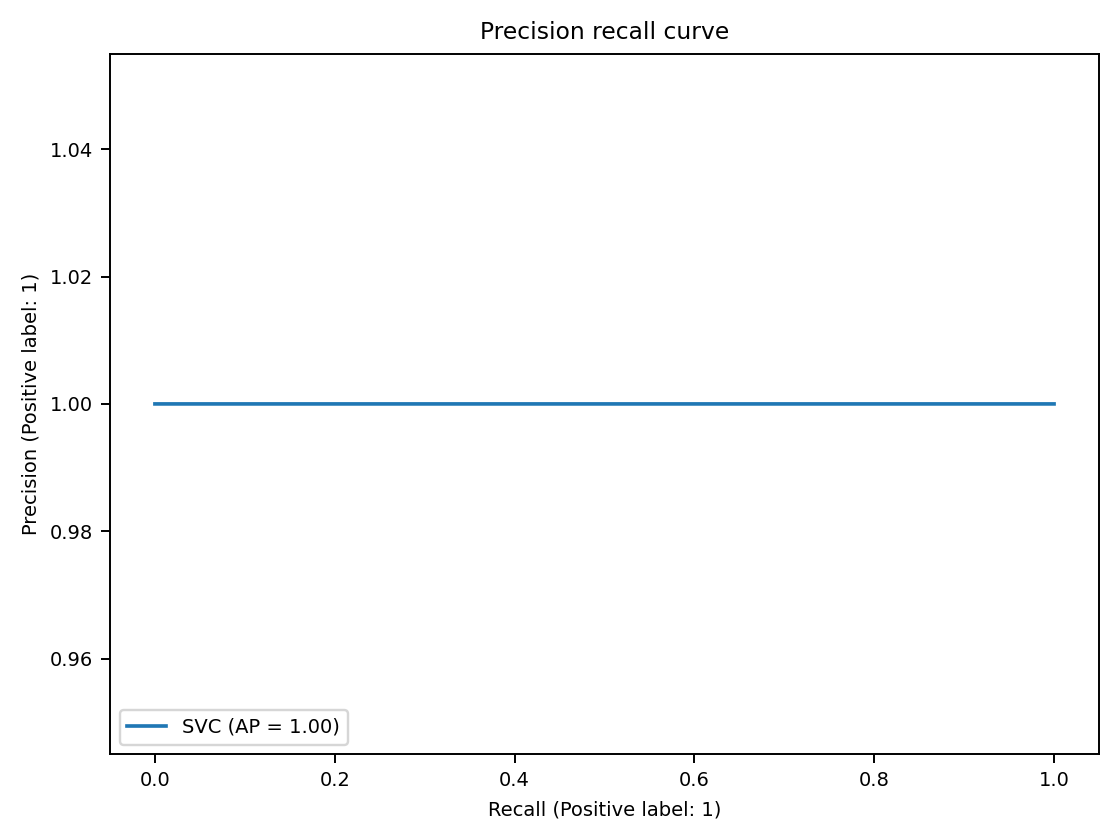 Precision recall curve
1.04
1.02
1.00
0.98
0.96
Precision (Positive label: 1)
SVC (AP = 1.00)
0.0 0.2 0.4 0.6 0.8 1.0
Recall (Positive label: 1)